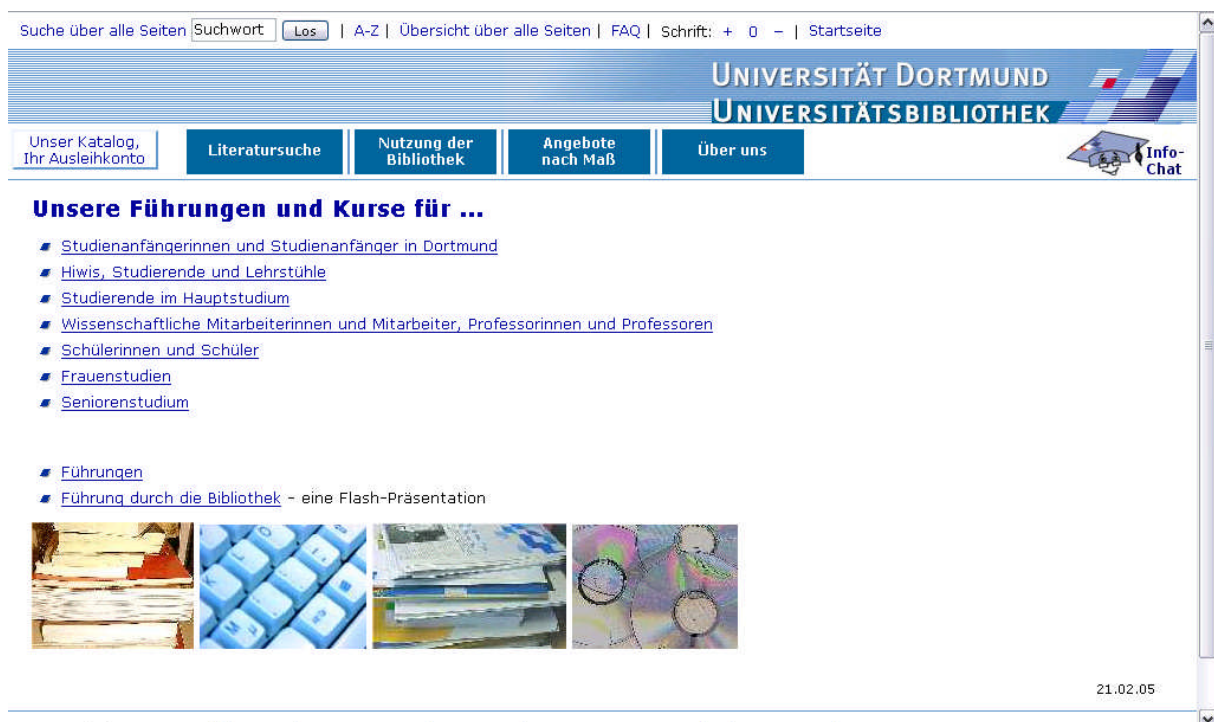 Suche über alle Seiten Suchwort Los | A-Z | Übersicht über alle Seiten | FAQ | Schrift: + 0 - | Startseite
UNIVERSITÄT DORTMUND
UNIVERSITÄTSBIBLIOTHEK
Unser Katalog,
Ihr Ausleihkonto
Literatursuche
Nutzung der
Bibliothek
Angebote
nach Maß
Über uns
Info-
Chat
Unsere Führungen und Kurse für ...
Studienanfängerinnen und Studienanfänger in Dortmund
Hiwis, Studierende und Lehrstühle
Studierende im Hauptstudium
Wissenschaftliche Mitarbeiterinnen und Mitarbeiter, Professorinnen und Professoren
Schülerinnen und Schüler
Frauenstudien
Seniorenstudium
Führungen
Führung durch die Bibliothek - eine Flash-Präsentation
21.02.05